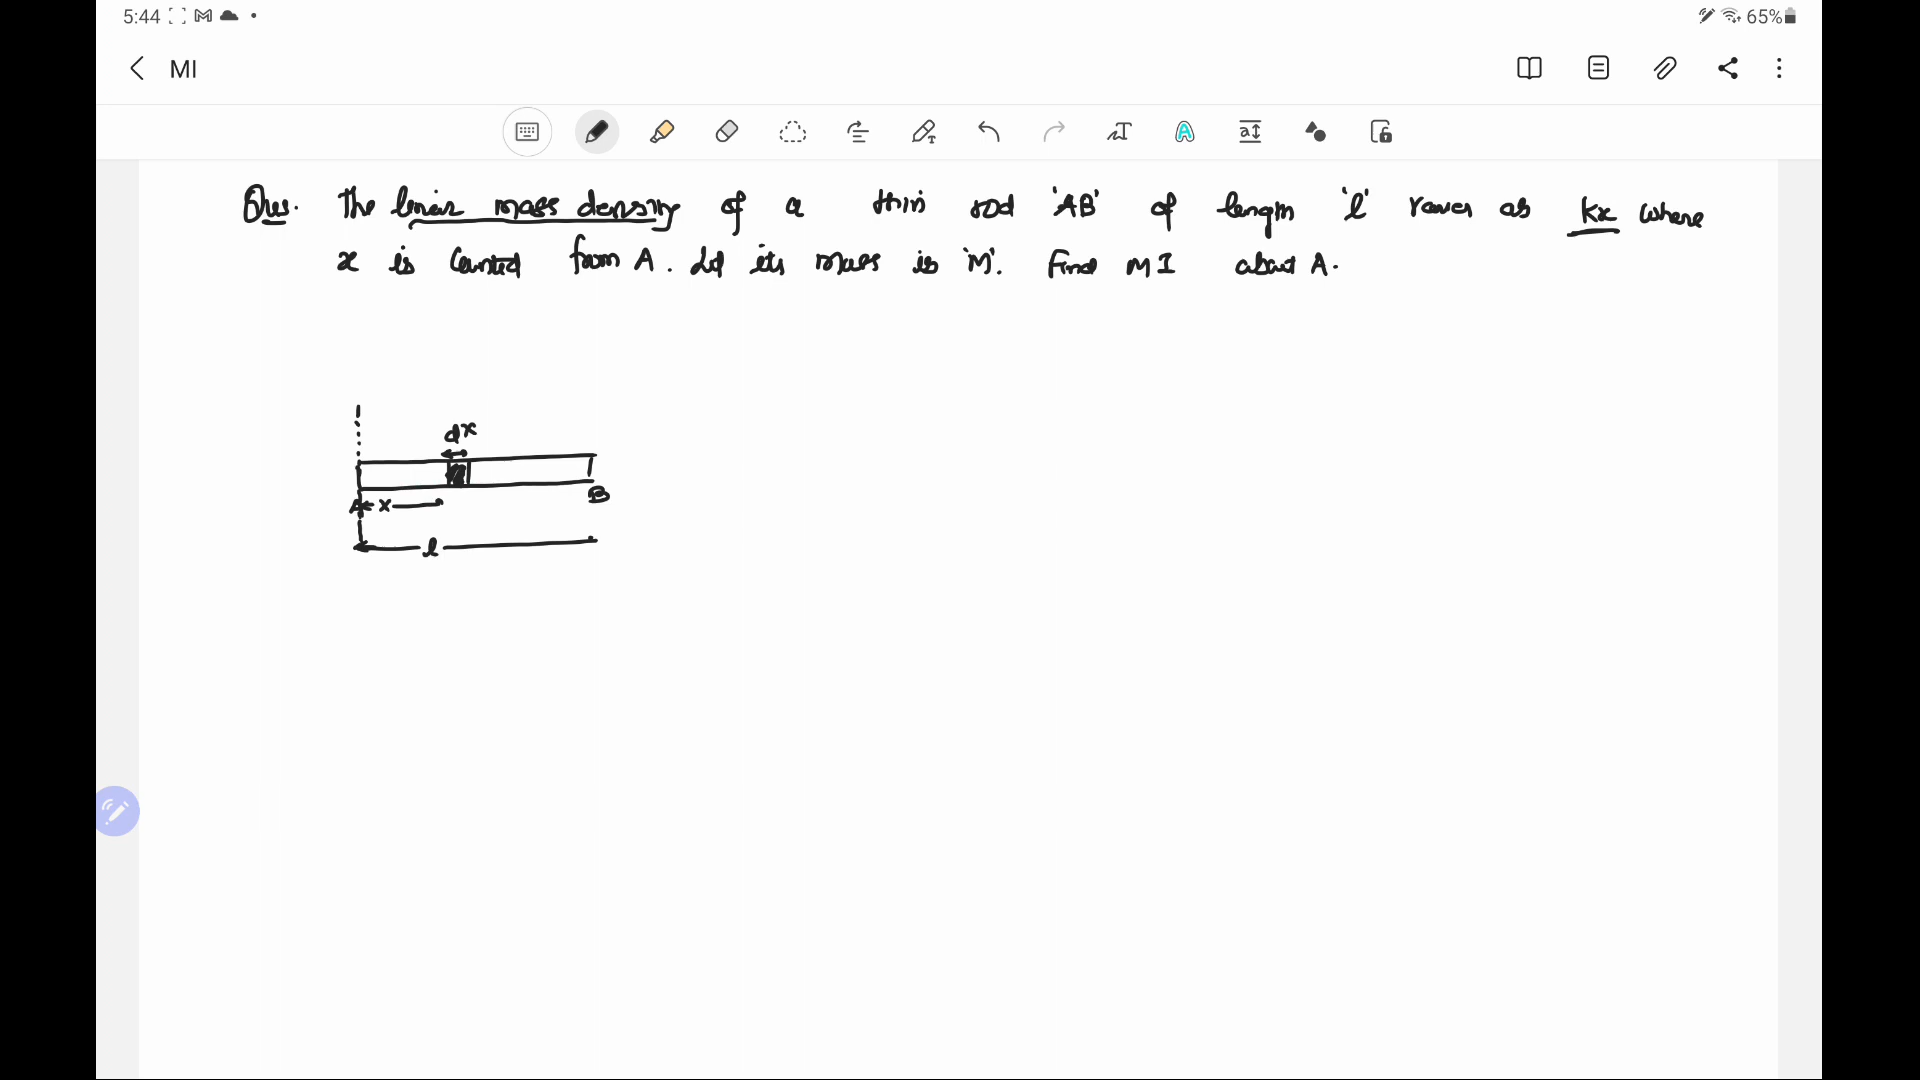 5:44
65%
MI
Ques. The linear mass density of a thin rod 'AB' of length 'l' varies as kx where
x is counted from A. Let its mass is 'M'. Find MI about A.
dx
A x
B
l